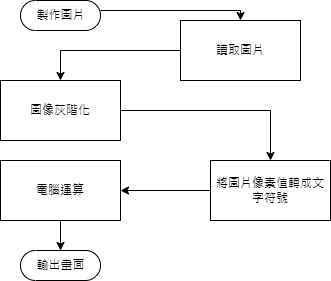 製作圖片
讀取圖片
圖像灰階化
將圖片像素值轉成文
字符號
電腦運算
輸出畫面